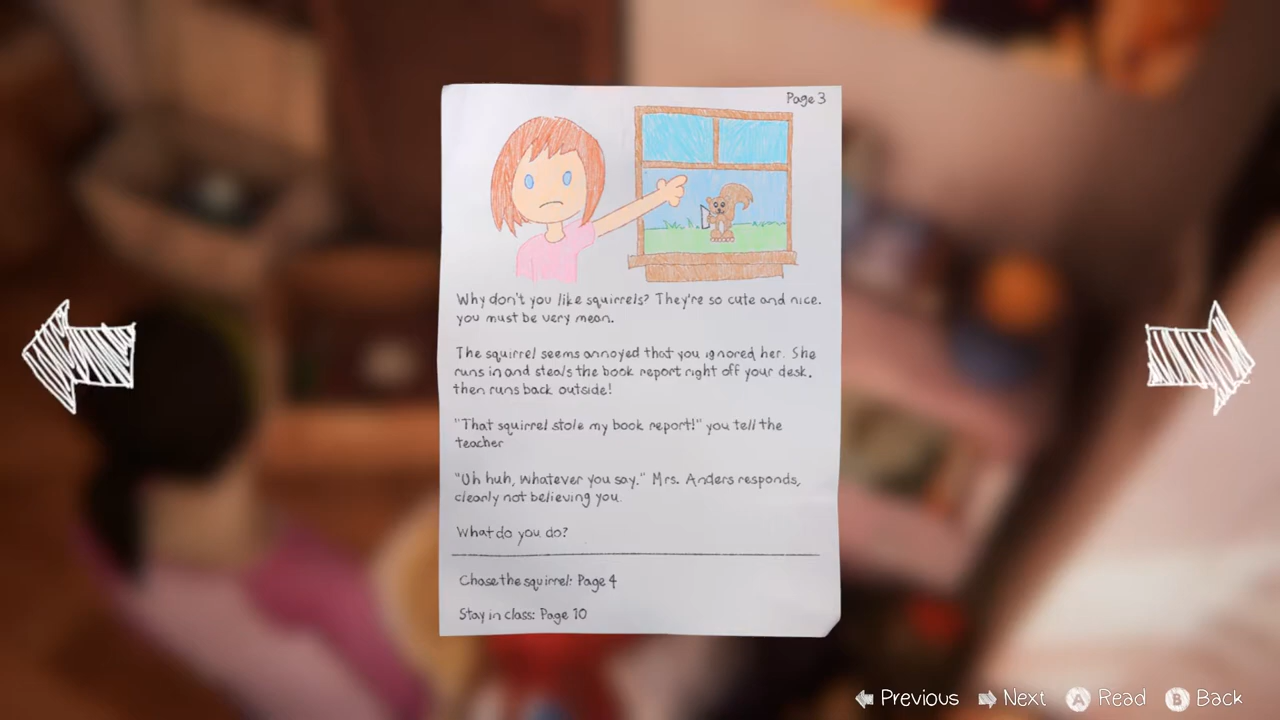 Page 3
Why don't you like squirrels? They're so cute and nice.
you must be very mean.
The squirrel seems annoyed that you ignored her. She
runs in and steals the book report right off your desk.
then runs back outside!
"That squirrel stole my book report!" you tell the
teacher
"Uh huh, whatever you say." Mrs. Anders responds,
clearly not believing you.
What do you do?
Chase the squirrel: Page 4
Stay in class: Page 10
Previous Next A Read B Back